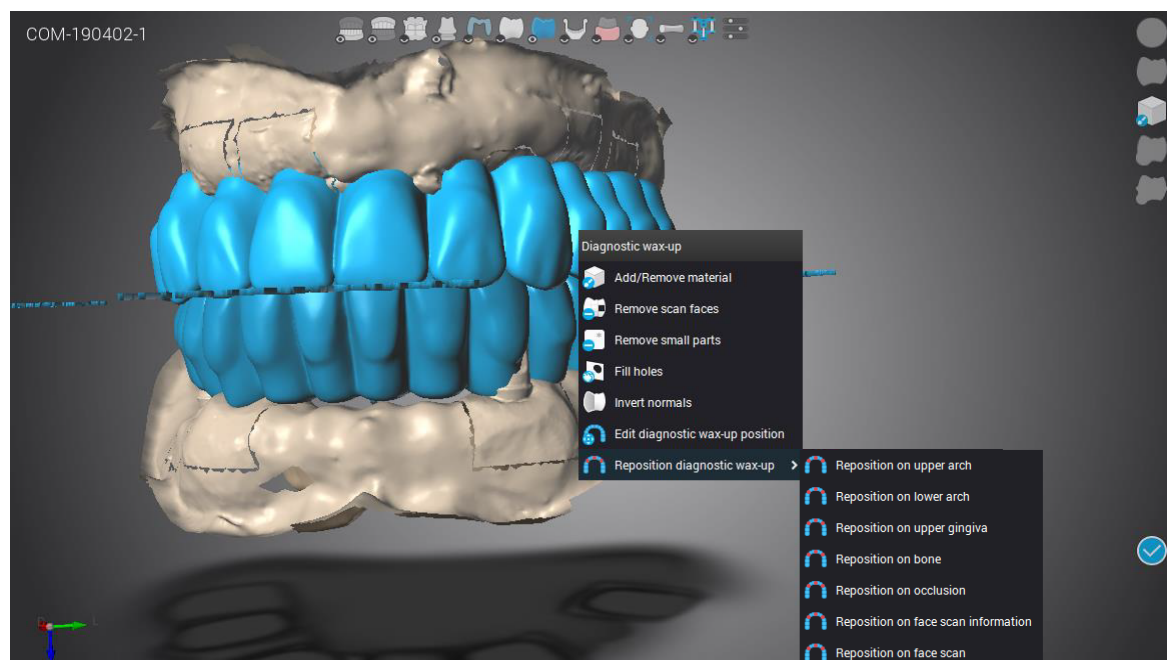 COM-190402-1
Diagnostic wax-up
Add/Remove material
Remove scan faces
Remove small parts
Fill holes
Invert normals
Edit diagnostic wax-up position
Reposition diagnostic wax-up
Reposition on upper arch
Reposition on lower arch
Reposition on upper gingiva
Reposition on bone
Reposition on occlusion
Reposition on face scan information
Reposition on face scan